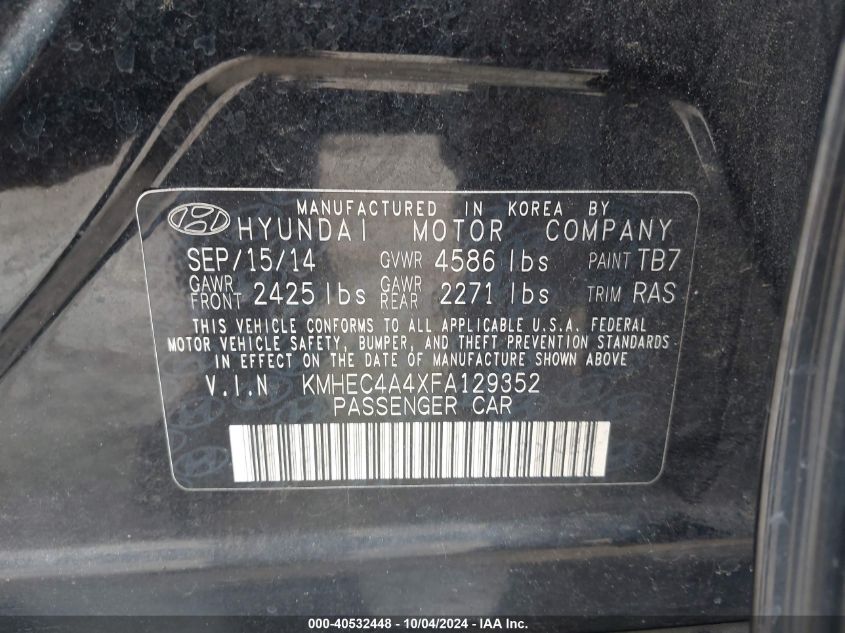 MANUFACTURED IN KOREA BY
HYUNDAI MOTOR COMPANY
SEP/15/14 GVWR 4586 lbs PAINT TB7
GAWR FRONT 2425 lbs GAWR REAR 2271 lbs TRIM RAS
THIS VEHICLE CONFORMS TO ALL APPLICABLE U.S.A. FEDERAL
MOTOR VEHICLE SAFETY, BUMPER, AND THEFT PREVENTION STANDARDS
IN EFFECT ON THE DATE OF MANUFACTURE SHOWN ABOVE
V.I.N KMHEC4A4XFA129352
PASSENGER CAR
000-40532448 - 10/04/2024 - IAA Inc.